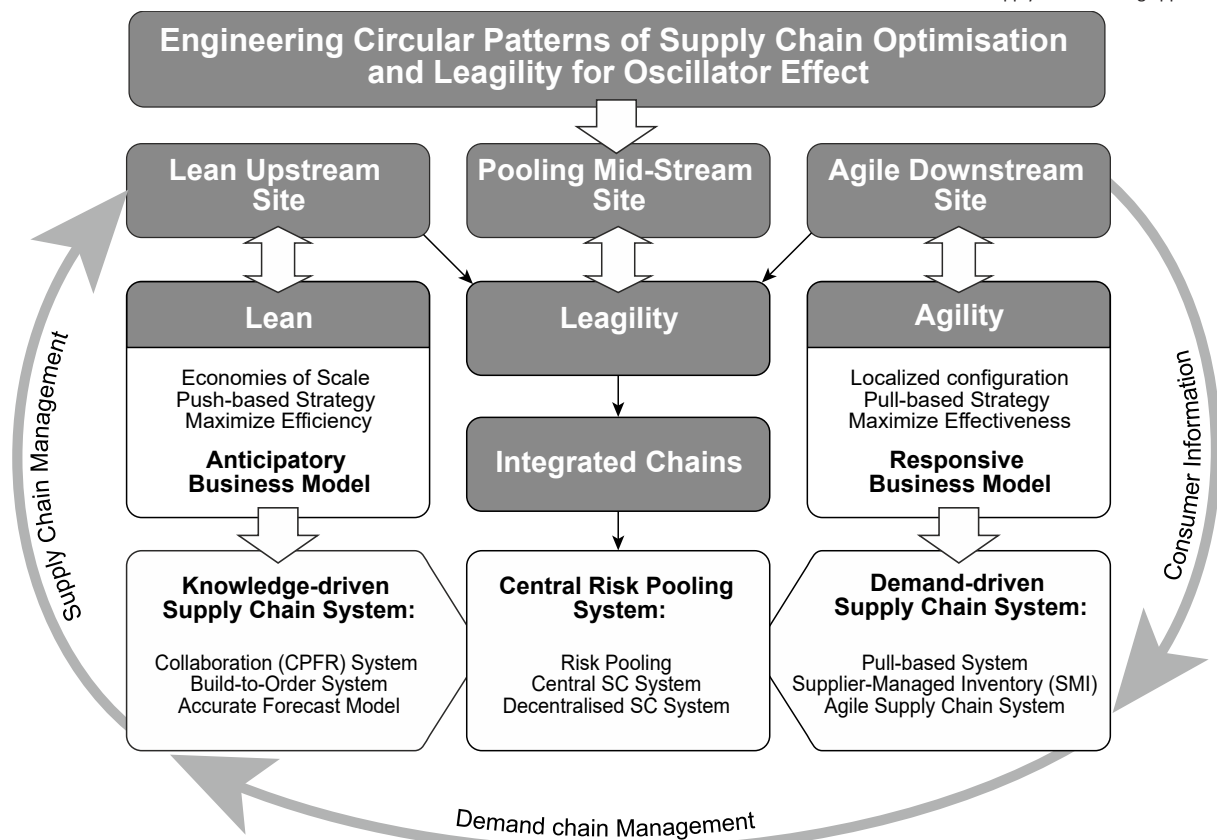 Engineering Circular Patterns of Supply Chain Optimisation
and Leagility for Oscillator Effect
Lean Upstream
Site
Pooling Mid-Stream
Site
Agile Downstream
Site
Lean
Leagility
Agility
Economies of Scale
Push-based Strategy
Maximize Efficiency
Anticipatory
Business Model
Integrated Chains
Localized configuration
Pull-based Strategy
Maximize Effectiveness
Responsive
Business Model
Supply Chain Management
Consumer Information
Knowledge-driven
Supply Chain System:
Collaboration (CPFR) System
Build-to-Order System
Accurate Forecast Model
Central Risk Pooling
System:
Risk Pooling
Central SC System
Decentralised SC System
Demand-driven
Supply Chain System:
Pull-based System
Supplier-Managed Inventory (SMI)
Agile Supply Chain System
Demand chain Management